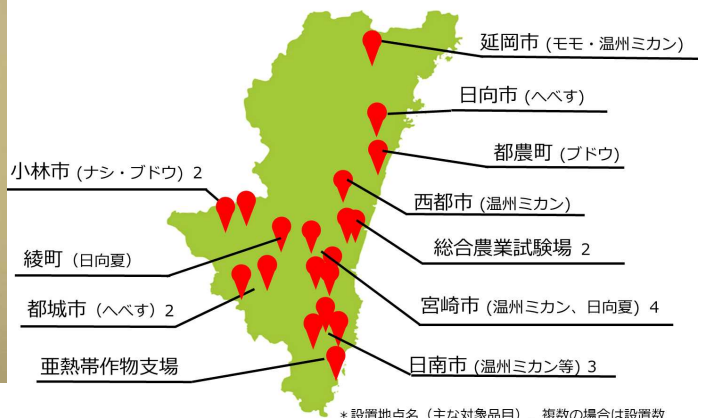 延岡市 (モモ・温州ミカン)
日向市 (へべす)
都農町 (ブドウ)
小林市 (ナシ・ブドウ) 2
西都市 (温州ミカン)
総合農業試験場 2
綾町 (日向夏)
宮崎市 (温州ミカン、日向夏) 4
都城市 (へべす) 2
亜熱帯作物支場
日南市 (温州ミカン等) 3
*設置地点名 (主な対象品目) 複数の場合は設置数